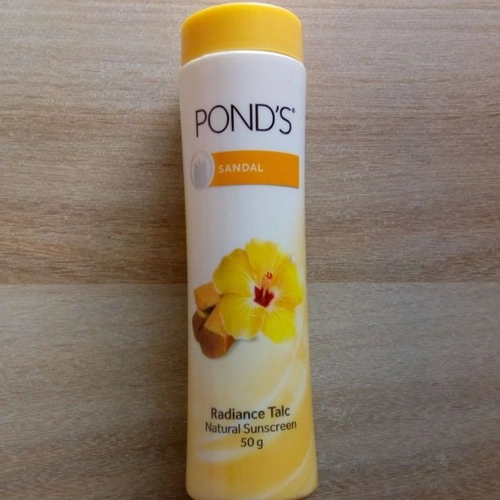 POND'S®
SANDAL
Radiance Talc
Natural Sunscreen
50 g